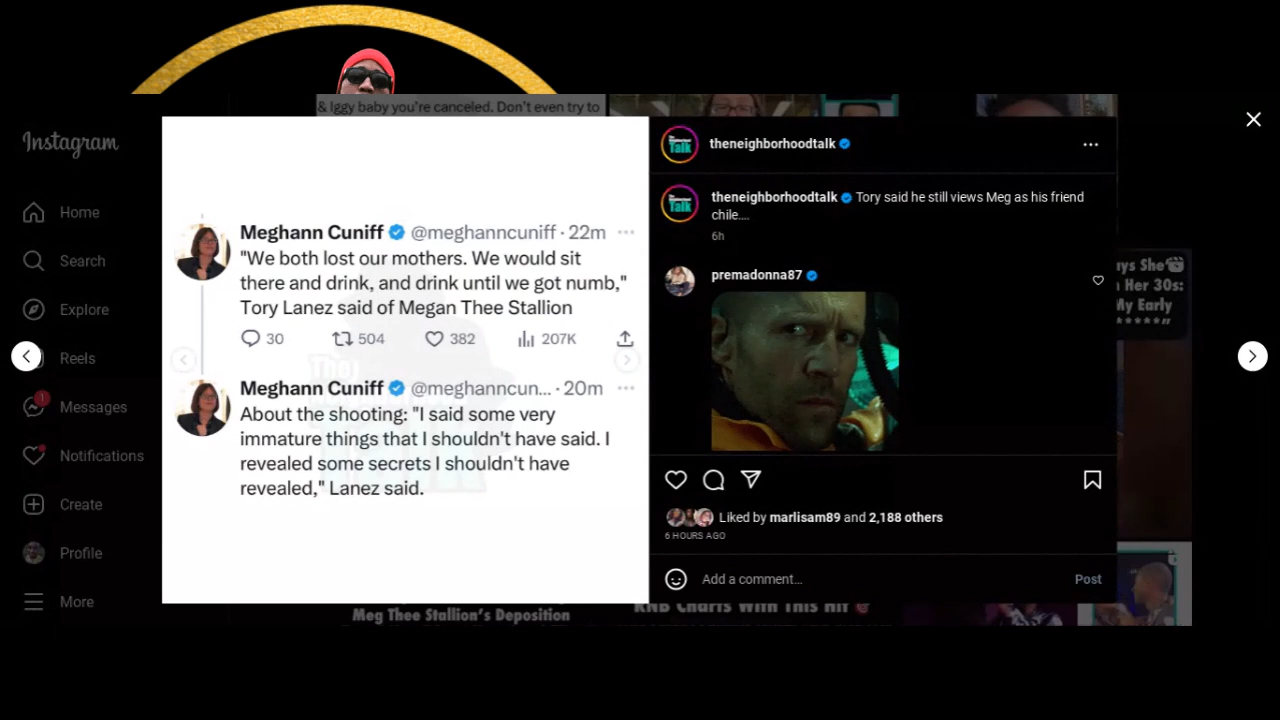 & Iggy baby you're canceled. Don't even try to
Instagram
Home
Search
Explore
Reels
1
Messages
Notifications
Create
Profile
More
Meghann Cuniff @meghanncuniff · 22m
"We both lost our mothers. We would sit
there and drink, and drink until we got numb,"
Tory Lanez said of Megan Thee Stallion
30 504 382 207K
Meghann Cuniff @meghanncun... · 20m
About the shooting: "I said some very
immature things that I shouldn't have said. I
revealed some secrets I shouldn't have
revealed," Lanez said.
Talk
theneighborhoodtalk
Talk
theneighborhoodtalk Tory said he still views Meg as his friend
chile....
6h
premadonna87
Liked by marlisam89 and 2,188 others
6 HOURS AGO
Add a comment...
Post
ys She
Her 30s:
My Early
*****"
Meg Thee Stallion's Deposition
RNB Charts With This Hit